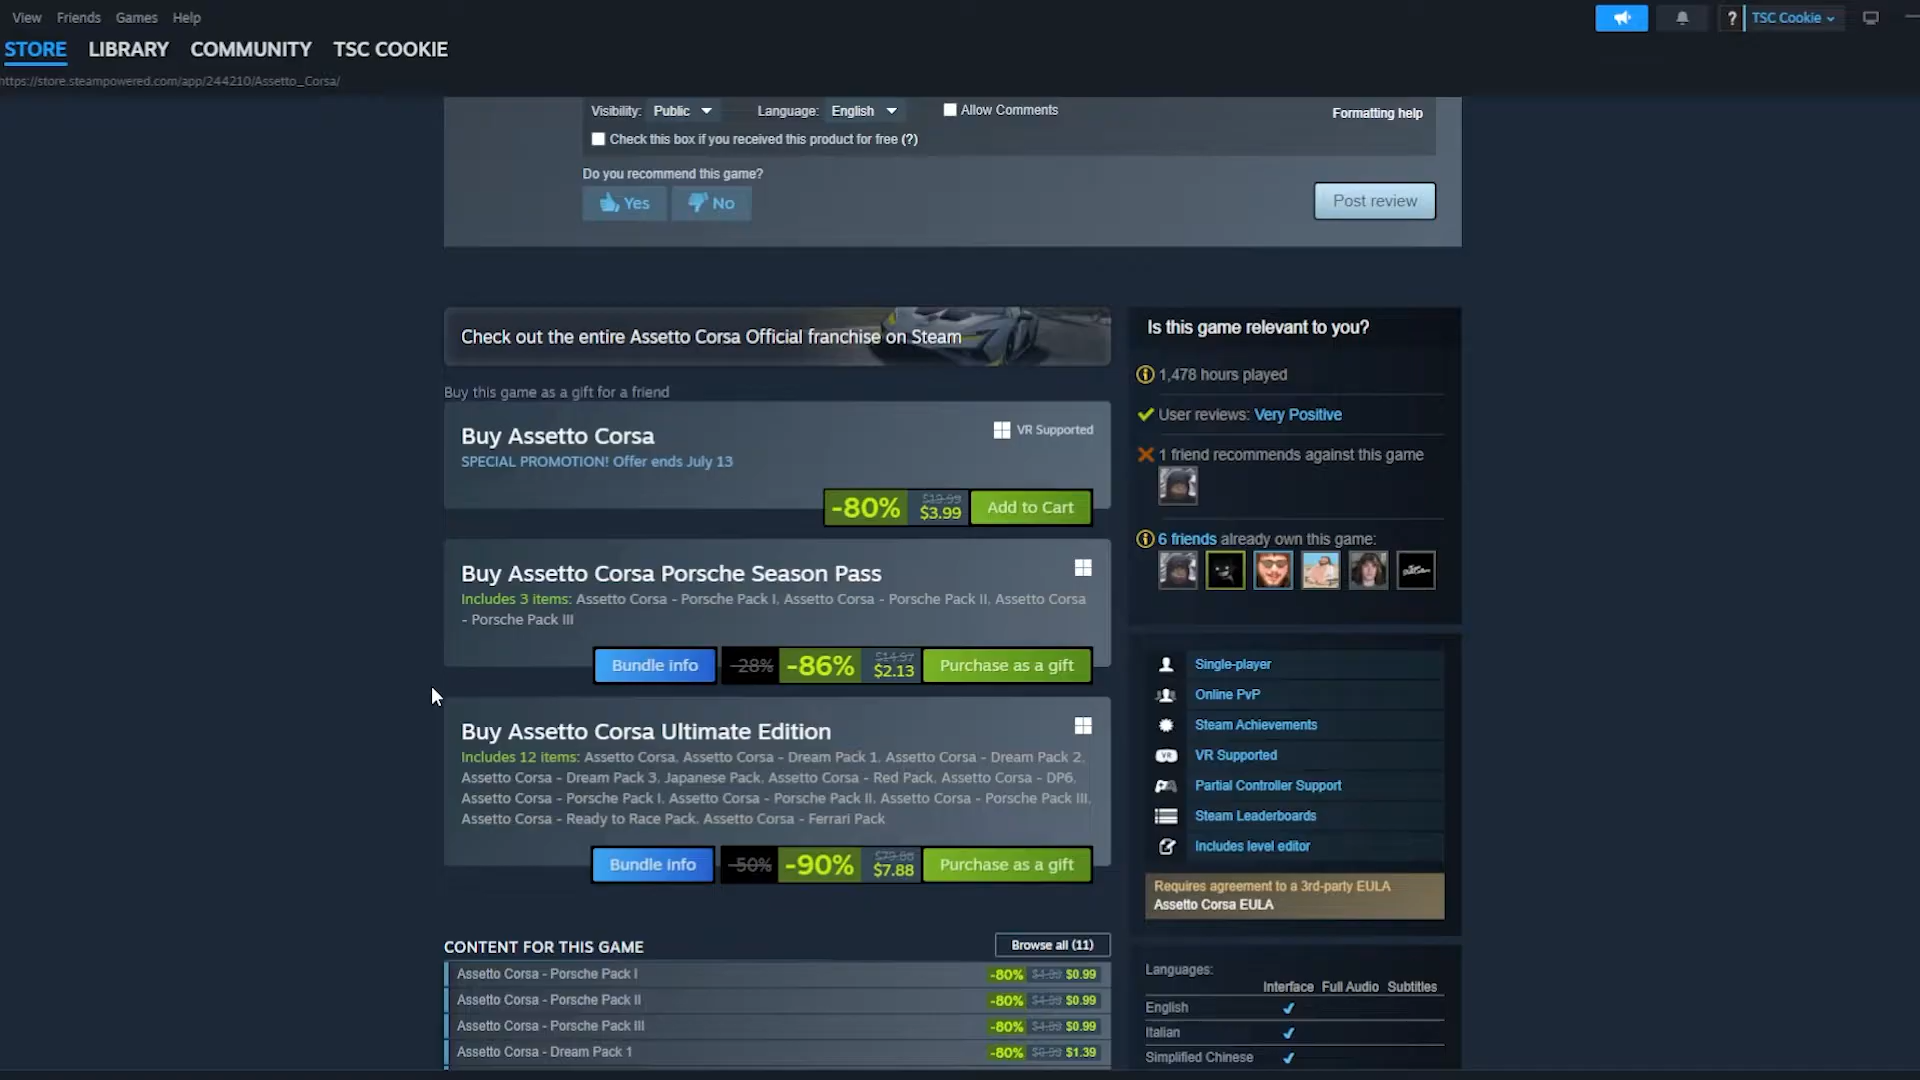 View Friends Games Help
? TSC Cookie
STORE LIBRARY COMMUNITY TSC COOKIE
https://store.steampowered.com/app/244210/Assetto_Corsa/
Visibility: Public Language: English Allow Comments Formatting help
Check this box if you received this product for free (?)
Do you recommend this game?
Yes No
Post review
Check out the entire Assetto Corsa Official franchise on Steam
Buy this game as a gift for a friend
Buy Assetto Corsa
VR Supported
SPECIAL PROMOTION! Offer ends July 13
-80% $19.99 $3.99 Add to Cart
Buy Assetto Corsa Porsche Season Pass
Includes 3 items: Assetto Corsa - Porsche Pack I, Assetto Corsa - Porsche Pack II, Assetto Corsa
- Porsche Pack III
Bundle info -28% -86% $14.97 $2.13 Purchase as a gift
Buy Assetto Corsa Ultimate Edition
Includes 12 items: Assetto Corsa, Assetto Corsa - Dream Pack 1, Assetto Corsa - Dream Pack 2,
Assetto Corsa - Dream Pack 3, Japanese Pack, Assetto Corsa - Red Pack, Assetto Corsa - DP6,
Assetto Corsa - Porsche Pack I, Assetto Corsa - Porsche Pack II, Assetto Corsa - Porsche Pack III,
Assetto Corsa - Ready to Race Pack, Assetto Corsa - Ferrari Pack
Bundle info -50% -90% $7.88 Purchase as a gift
CONTENT FOR THIS GAME Browse all (11)
Assetto Corsa - Porsche Pack I -80% $4.99 $0.99
Assetto Corsa - Porsche Pack II -80% $4.99 $0.99
Assetto Corsa - Porsche Pack III -80% $4.99 $0.99
Assetto Corsa - Dream Pack 1 -80% $6.99 $1.39
Is this game relevant to you?
1,478 hours played
User reviews: Very Positive
1 friend recommends against this game
6 friends already own this game:
Single-player
Online PvP
Steam Achievements
VR Supported
Partial Controller Support
Steam Leaderboards
Includes level editor
Requires agreement to a 3rd-party EULA
Assetto Corsa EULA
Languages:
Interface Full Audio Subtitles
English
Italian
Simplified Chinese